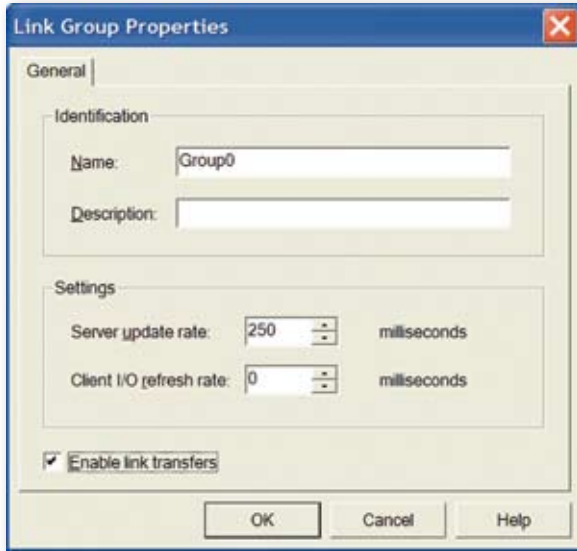 Link Group Properties
General
Identification
Name: Group0
Description:
Settings
Server update rate: 250 milliseconds
Client I/O refresh rate: 0 milliseconds
Enable link transfers
OK Cancel Help